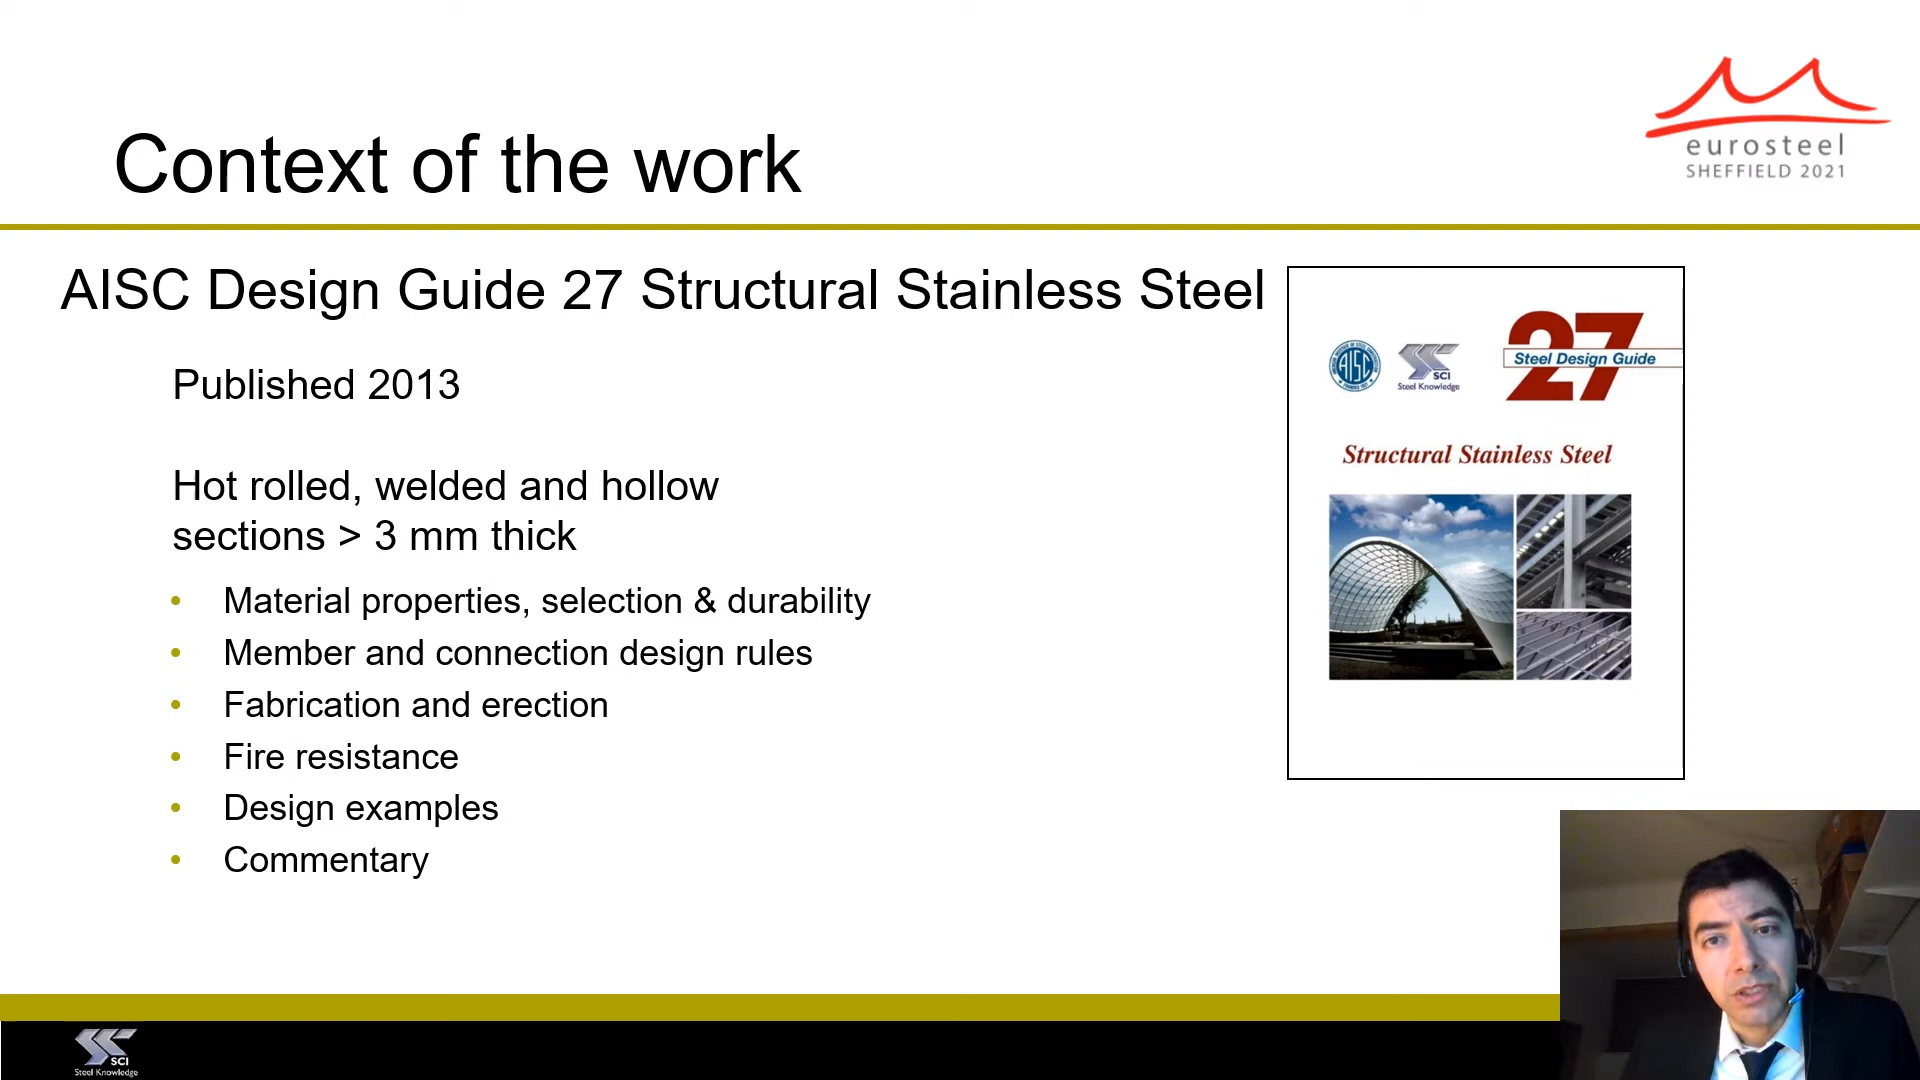 eurosteel
SHEFFIELD 2021
Context of the work
AISC Design Guide 27 Structural Stainless Steel
Published 2013
Hot rolled, welded and hollow
sections > 3 mm thick
• Material properties, selection & durability
• Member and connection design rules
• Fabrication and erection
• Fire resistance
• Design examples
• Commentary
27
Steel Design Guide
AISC
SCI
Steel Knowledge
Structural Stainless Steel
SCI
Steel Knowledge